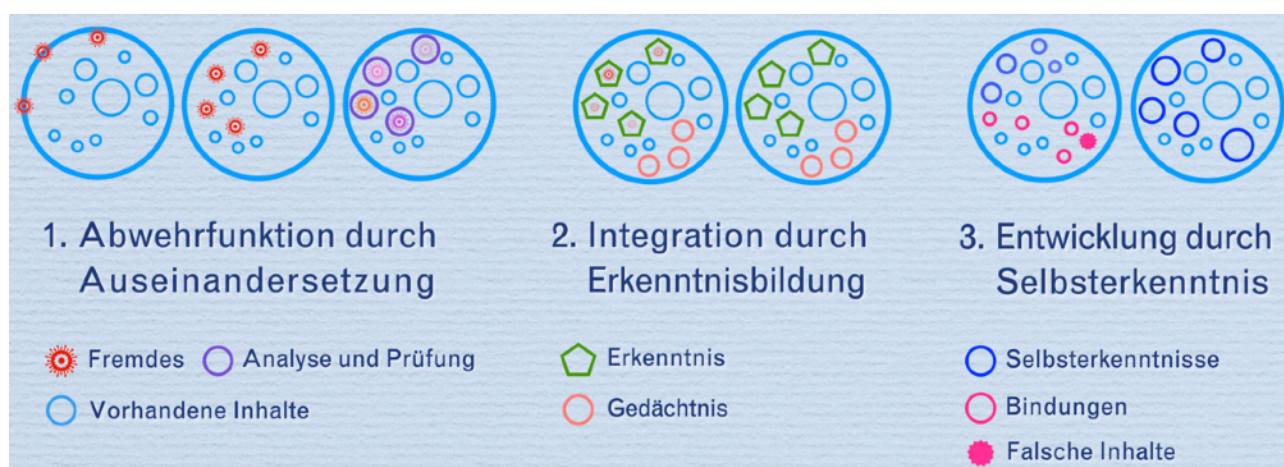 1. Abwehrfunktion durch
Auseinandersetzung
Fremdes
Analyse und Prüfung
Vorhandene Inhalte
2. Integration durch
Erkenntnisbildung
Erkenntnis
Gedächtnis
3. Entwicklung durch
Selbsterkenntnis
Selbsterkenntnisse
Bindungen
Falsche Inhalte